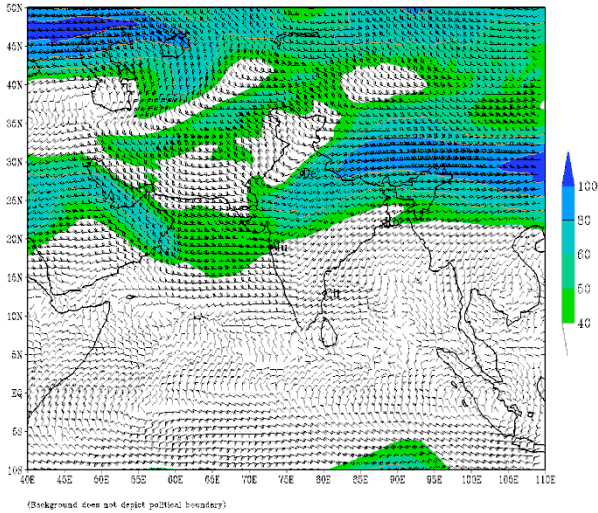 50N
45N
40N
35N
30N
25N
20N
15N
10N
5N
EQ
5S
10S
40E 45E 50E 55E 60E 65E 70E 75E 80E 85E 90E 95E 100E 105E 110E
100
80
60
50
40
(Background does not depict political boundary)